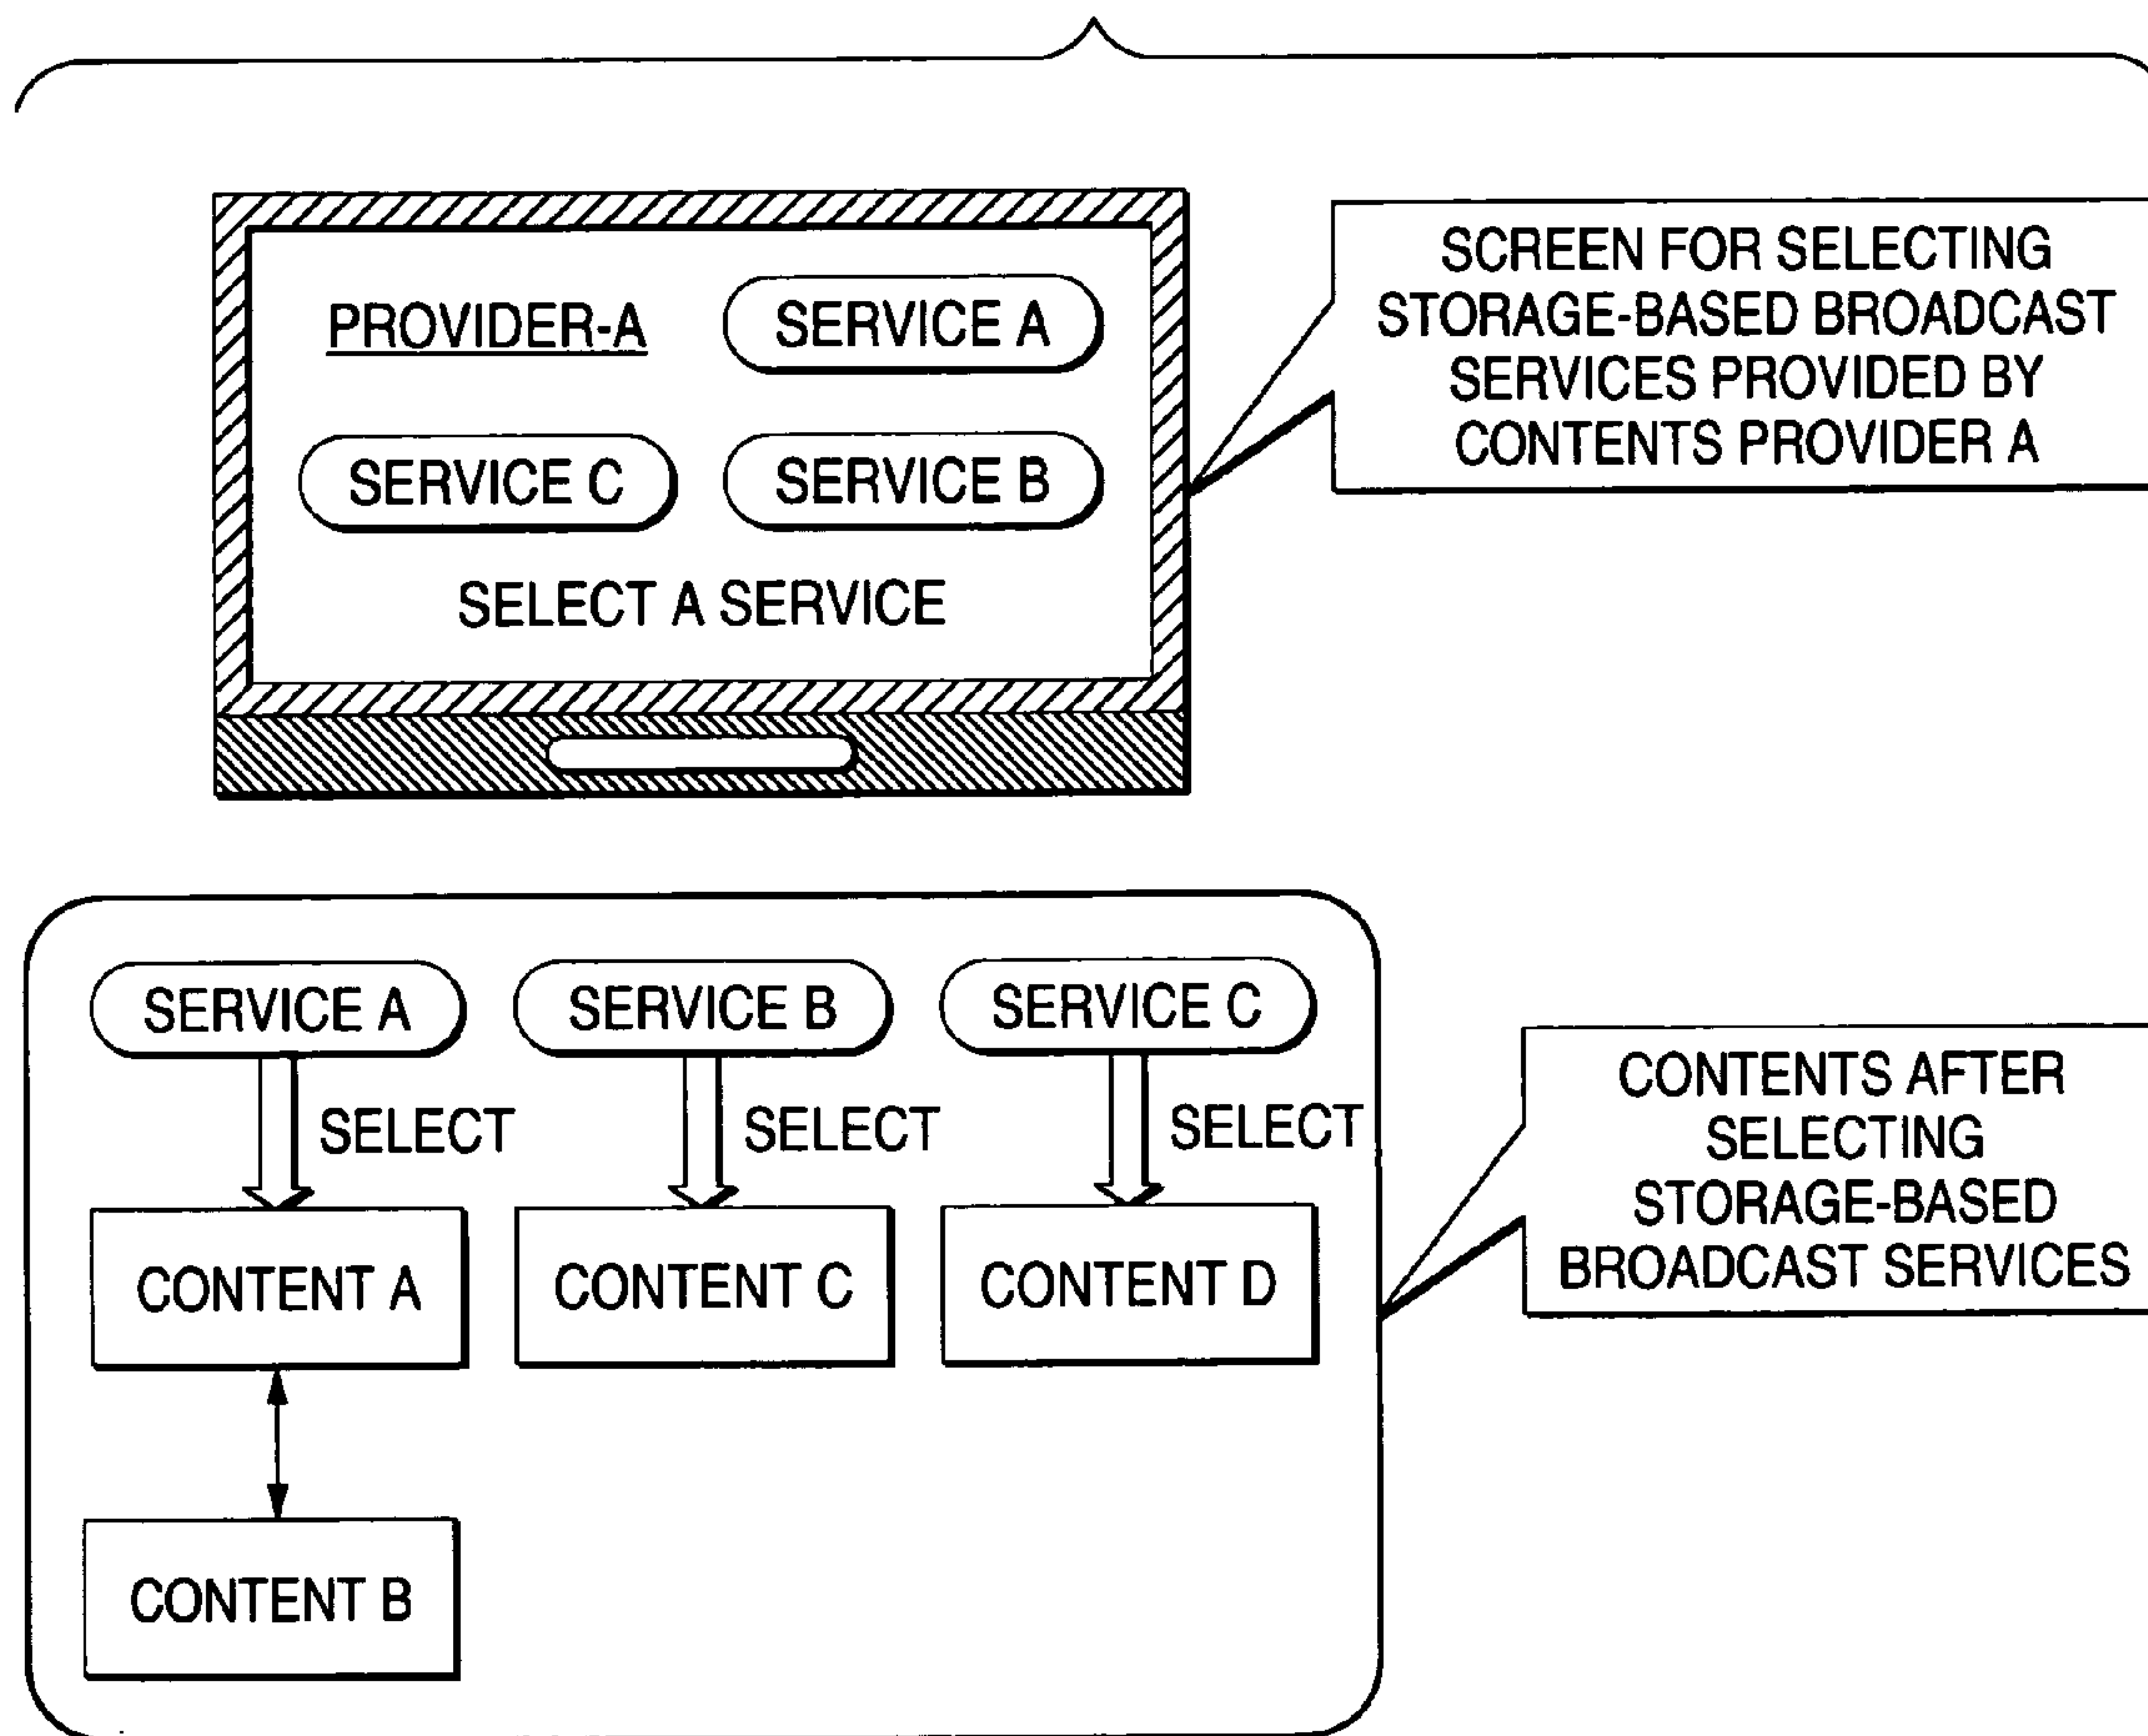 PROVIDER-A
SERVICE A
SERVICE C
SERVICE B
SELECT A SERVICE
SCREEN FOR SELECTING
STORAGE-BASED BROADCAST
SERVICES PROVIDED BY
CONTENTS PROVIDER A
SERVICE A
SERVICE B
SERVICE C
SELECT
SELECT
SELECT
CONTENT A
CONTENT C
CONTENT D
CONTENT B
CONTENTS AFTER
SELECTING
STORAGE-BASED
BROADCAST SERVICES